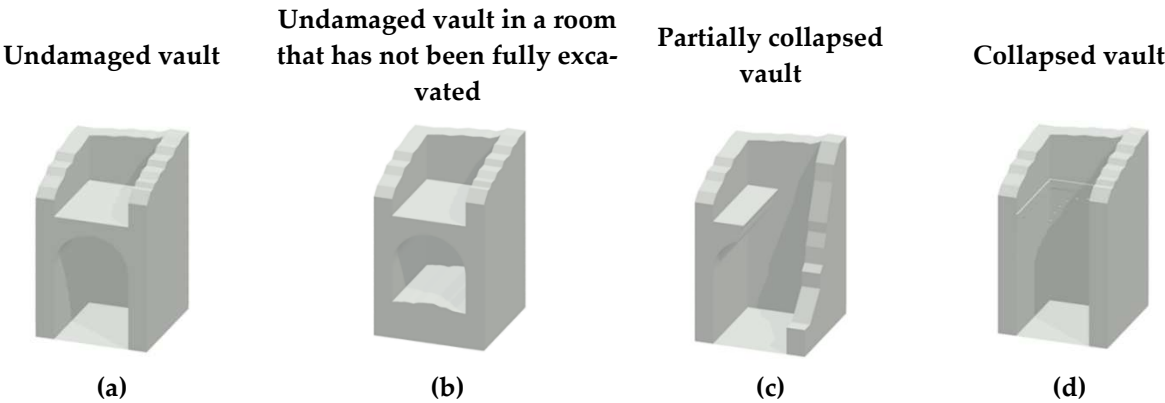 Undamaged vault
Undamaged vault in a room
that has not been fully exca-
vated
Partially collapsed
vault
Collapsed vault
(a)
(b)
(c)
(d)